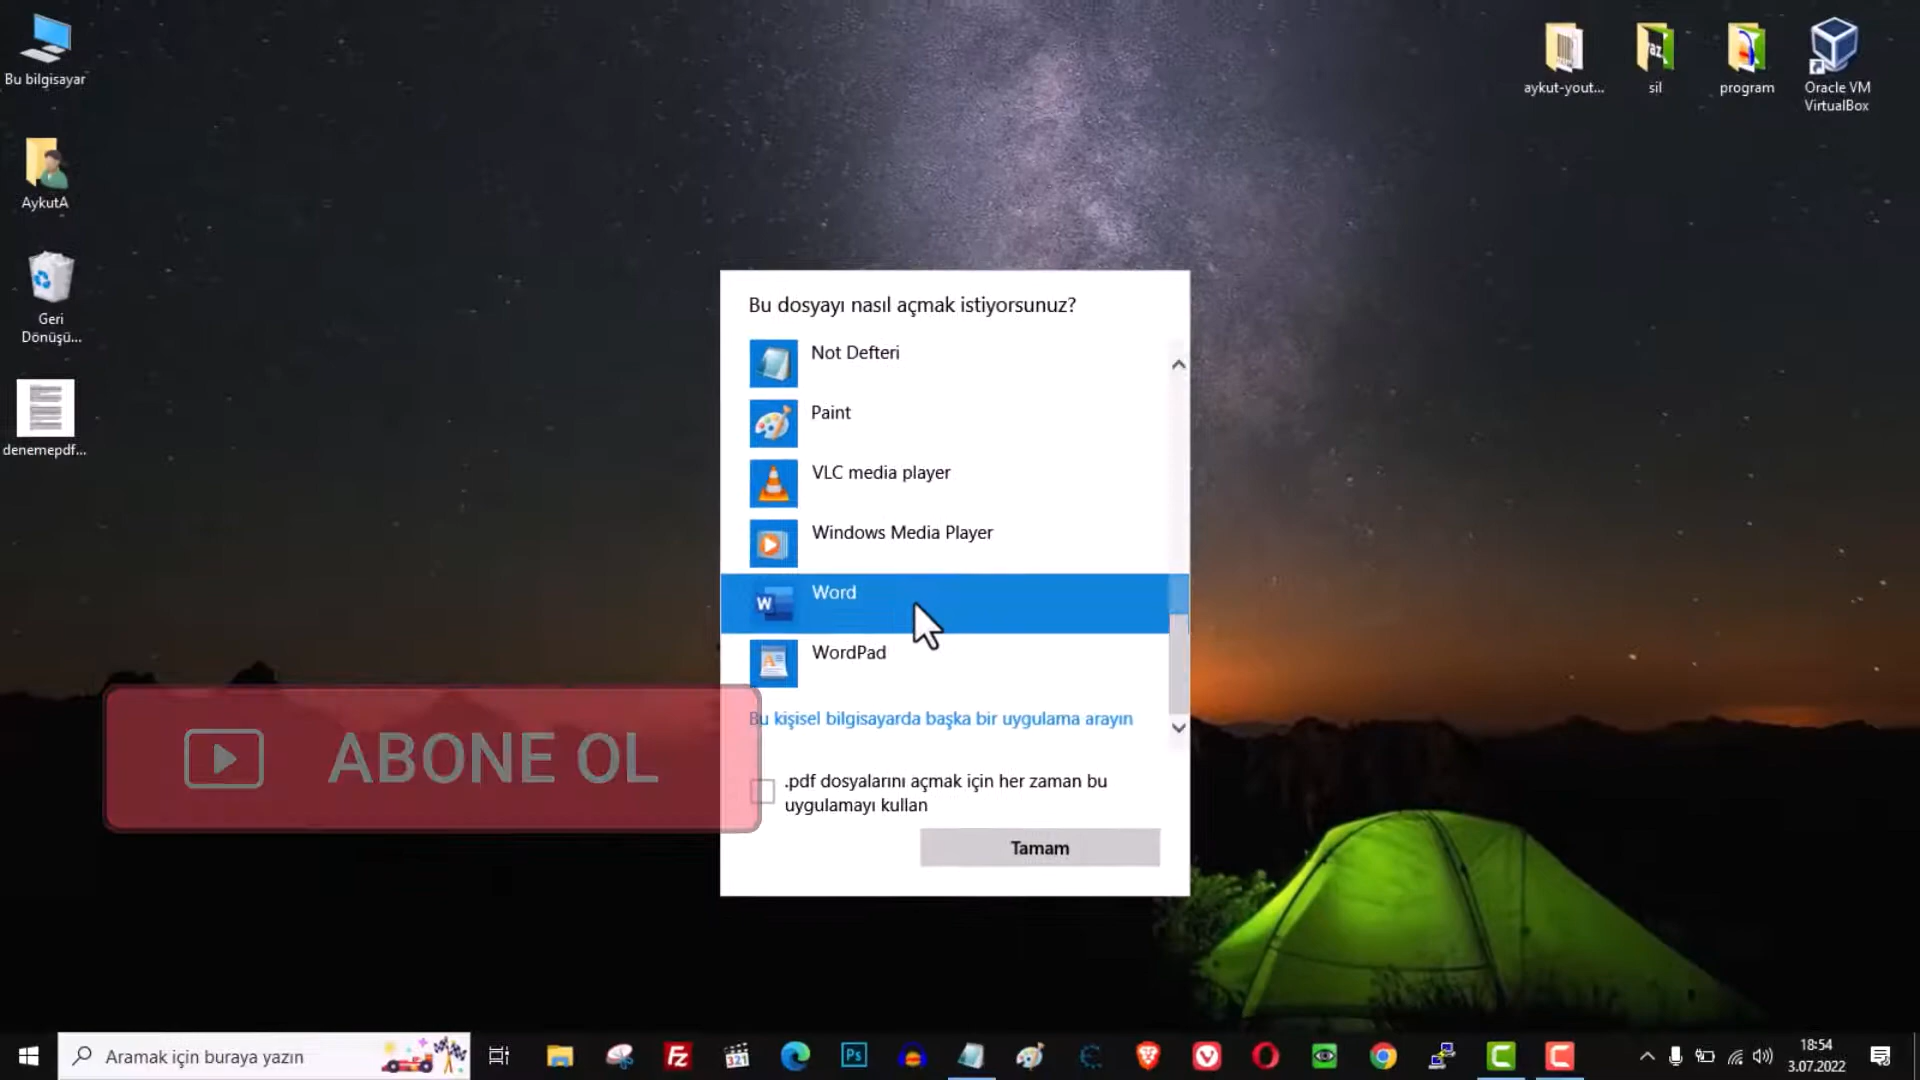 Bu bilgisayar
AykutA
Geri
Dönüşü...
denemepdf...
aykut-yout...
sil
program
Oracle VM
VirtualBox
Bu dosyayı nasıl açmak istiyorsunuz?
Not Defteri
Paint
VLC media player
Windows Media Player
Word
WordPad
Bu kişisel bilgisayarda başka bir uygulama arayın
.pdf dosyalarını açmak için her zaman bu
uygulamayı kullan
Tamam
ABONE OL
Aramak için buraya yazın
18:54
3.07.2022